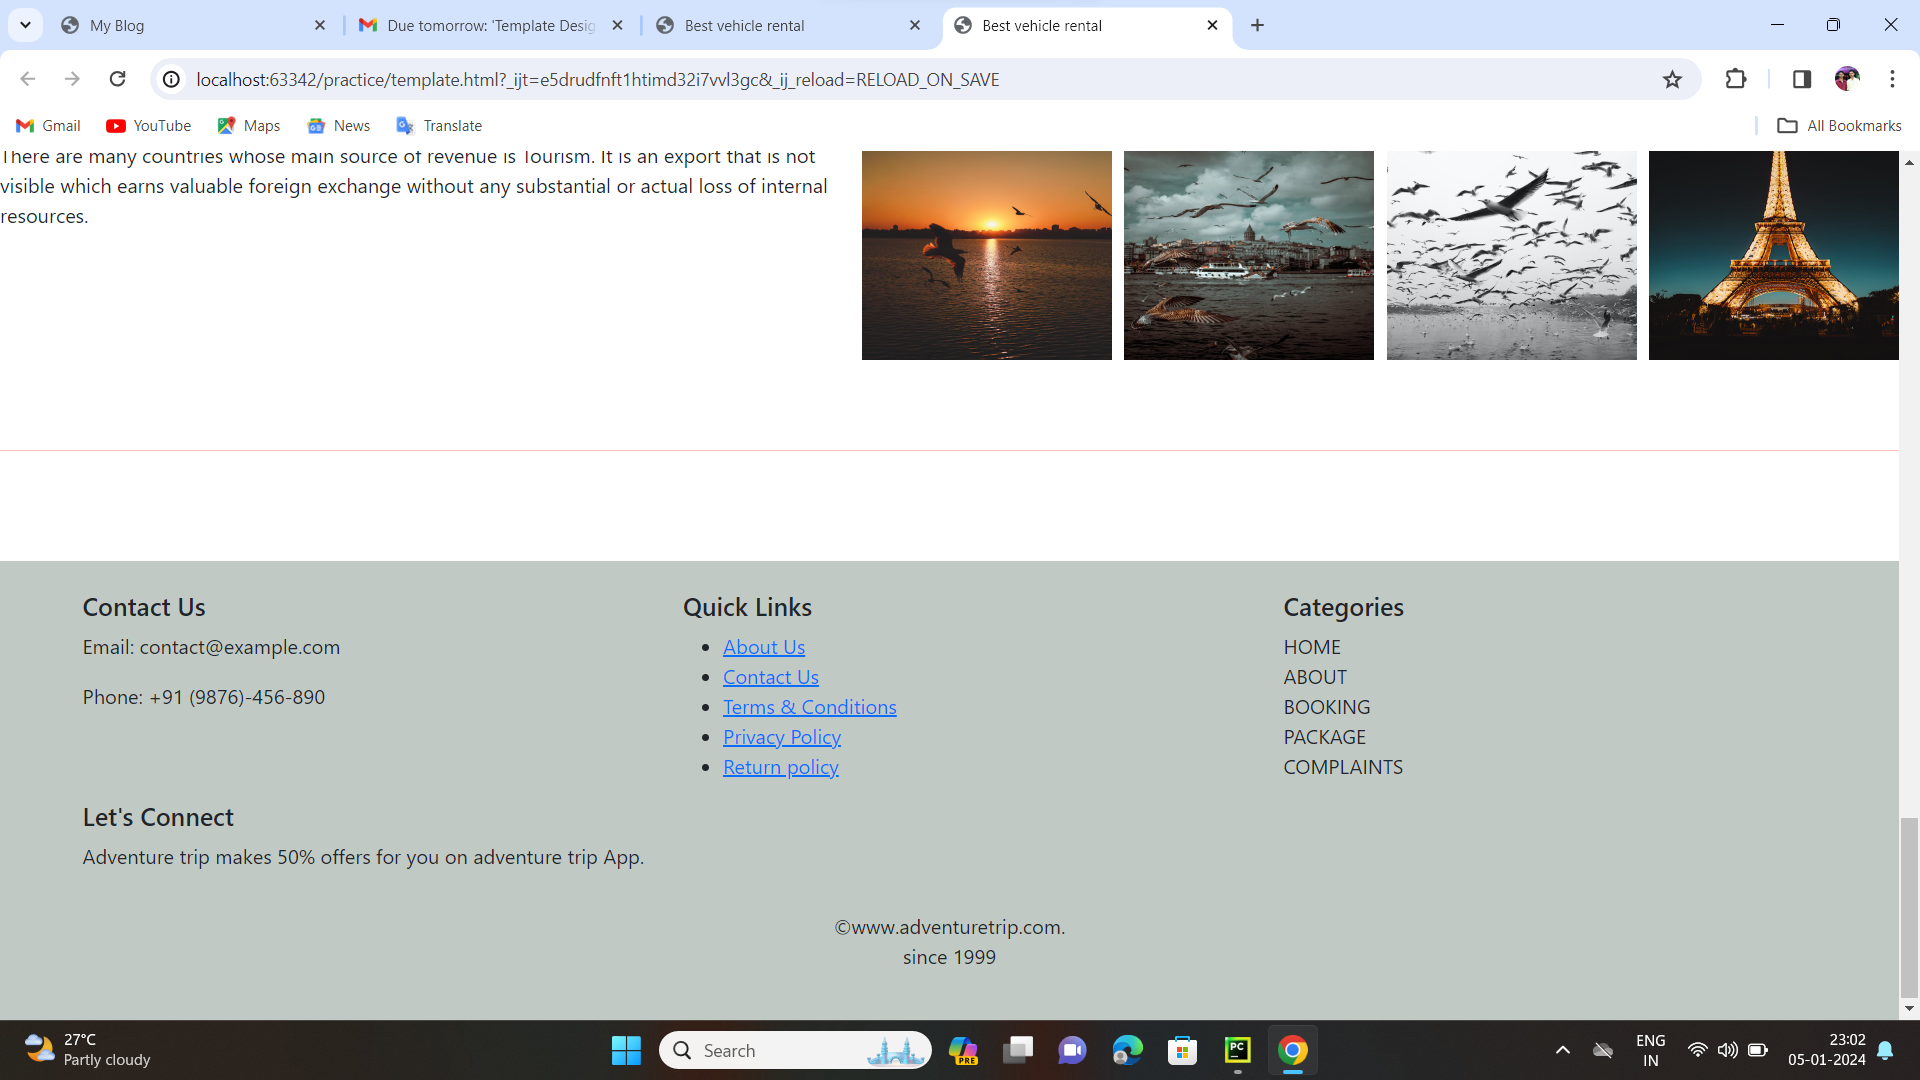 My Blog
Due tomorrow: 'Template Desig
Best vehicle rental
Best vehicle rental
localhost:63342/practice/template.html?_ijt=e5drudfnft1htimd32i7vvl3gc&_ij_reload=RELOAD_ON_SAVE
Gmail
YouTube
Maps
News
Translate
All Bookmarks
There are many countries whose main source of revenue is Tourism. It is an export that is not
visible which earns valuable foreign exchange without any substantial or actual loss of internal
resources.
Contact Us
Email: contact@example.com
Phone: +91 (9876)-456-890
Quick Links
About Us
Contact Us
Terms & Conditions
Privacy Policy
Return policy
Categories
HOME
ABOUT
BOOKING
PACKAGE
COMPLAINTS
Let's Connect
Adventure trip makes 50% offers for you on adventure trip App.
©www.adventuretrip.com.
since 1999
27°C
Partly cloudy
Search
PRE
PC
ENG
IN
23:02
05-01-2024